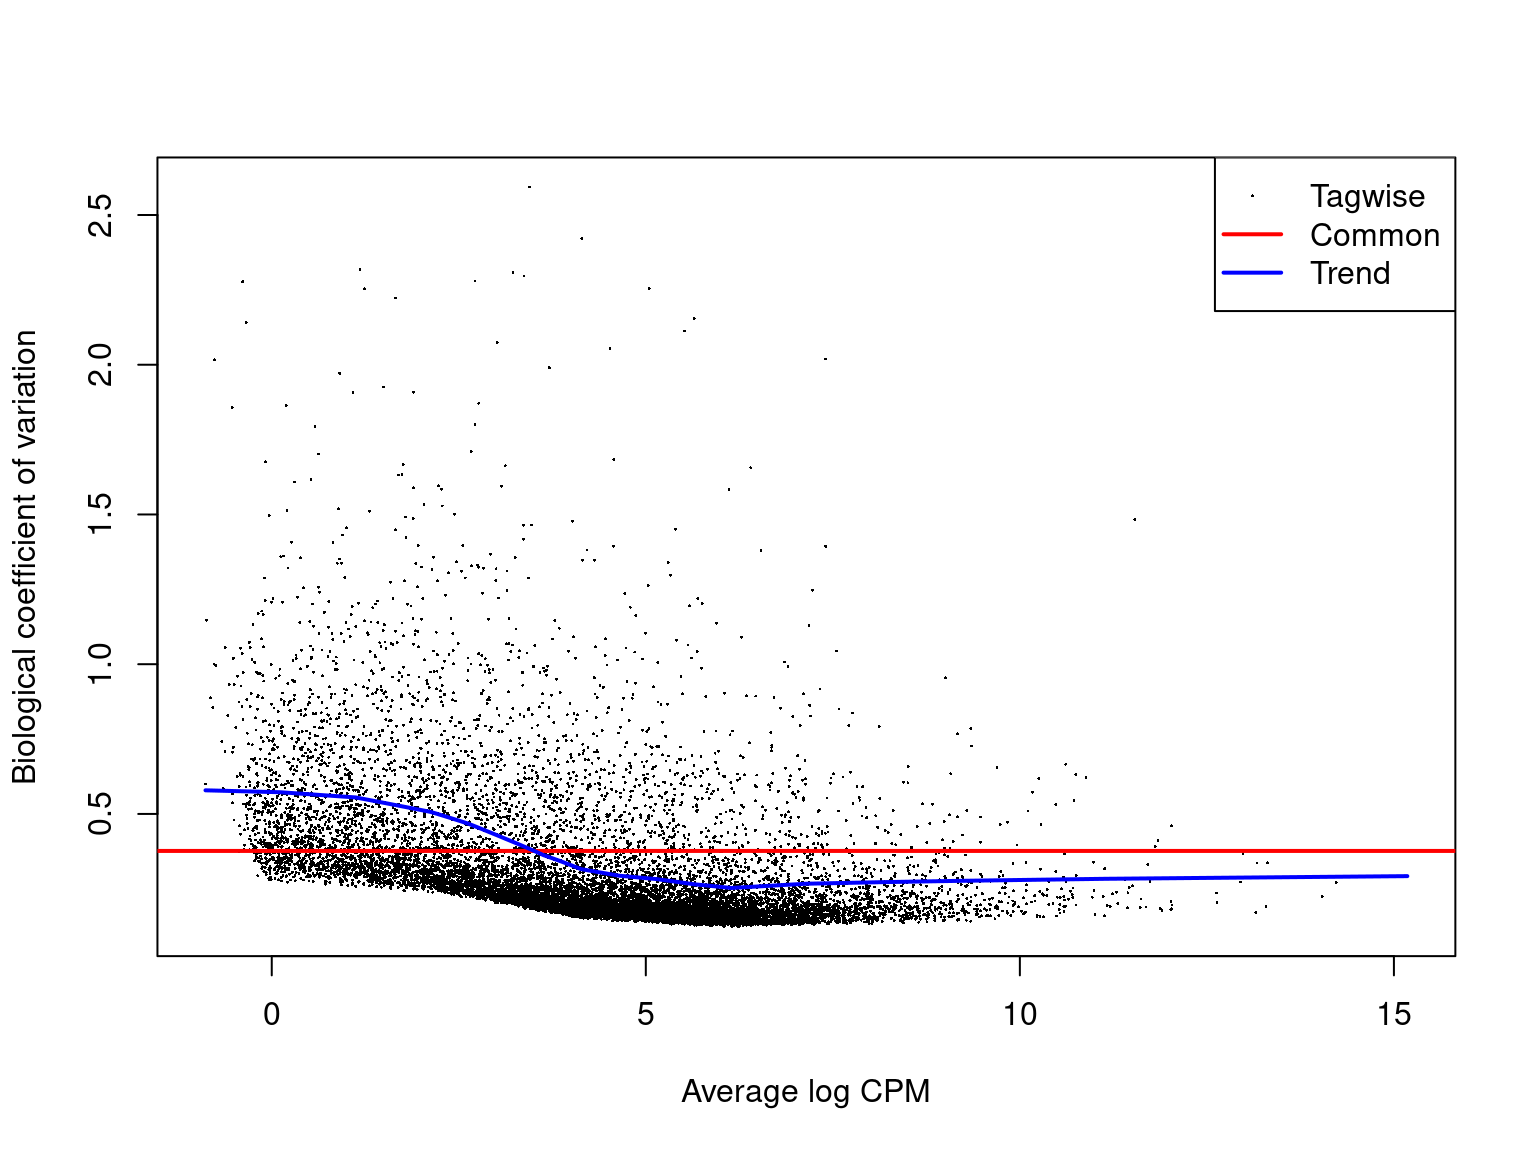 Tagwise
Common
Trend
2.5
2.0
1.5
1.0
0.5
Biological coefficient of variation
0 5 10 15
Average log CPM